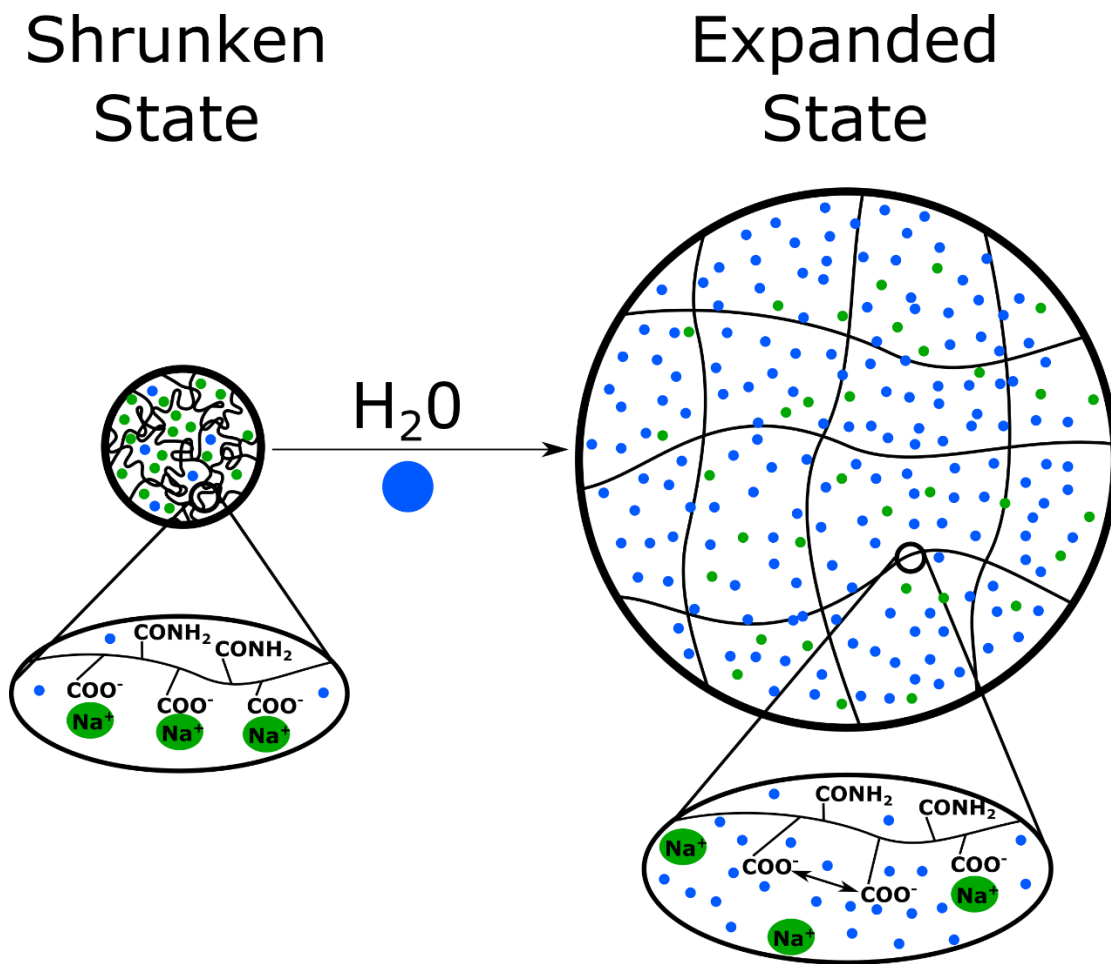 Shrunken
State
Expanded
State
H₂0
CONH₂
CONH₂
COO⁻
COO⁻
COO⁻
Na⁺
Na⁺
Na⁺
CONH₂
CONH₂
Na⁺
COO⁻
COO⁻
COO⁻
Na⁺
Na⁺